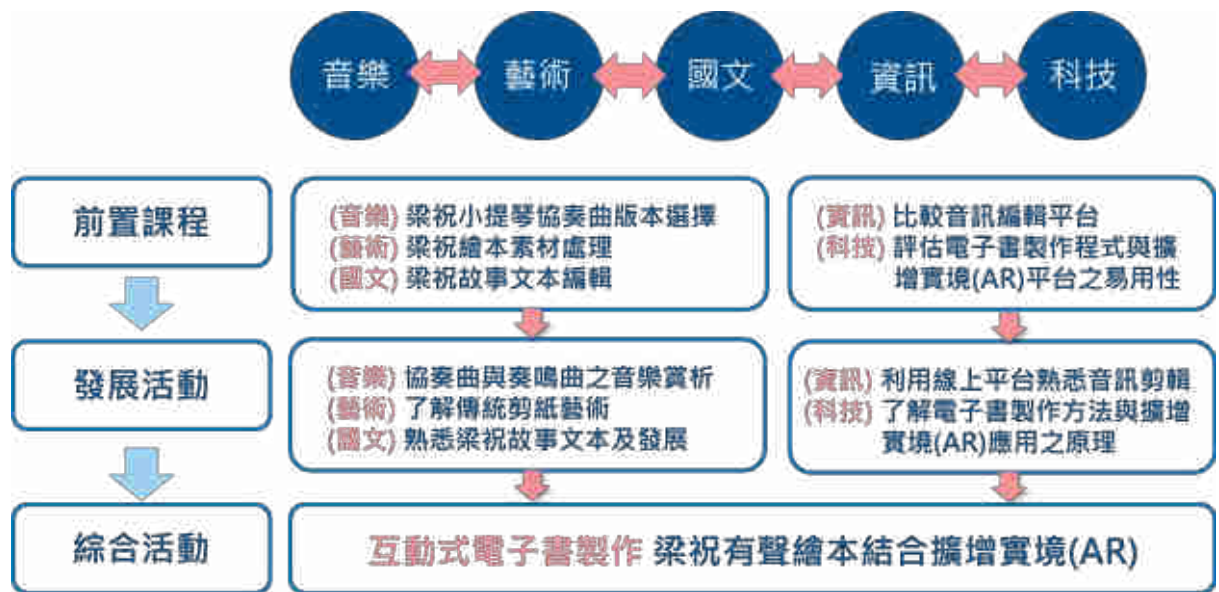 音樂 藝術 國文 資訊 科技
前置課程
(音樂) 梁祝小提琴協奏曲版本選擇
(藝術) 梁祝繪本素材處理
(國文) 梁祝故事文本編輯
(資訊) 比較音訊編輯平台
(科技) 評估電子書製作程式與擴
增實境(AR)平台之易用性
發展活動
(音樂) 協奏曲與奏鳴曲之音樂賞析
(藝術) 了解傳統剪紙藝術
(國文) 熟悉梁祝故事文本及發展
(資訊) 利用線上平台熟悉音訊剪輯
(科技) 了解電子書製作方法與擴增
實境(AR)應用之原理
綜合活動
互動式電子書製作 梁祝有聲繪本結合擴增實境(AR)